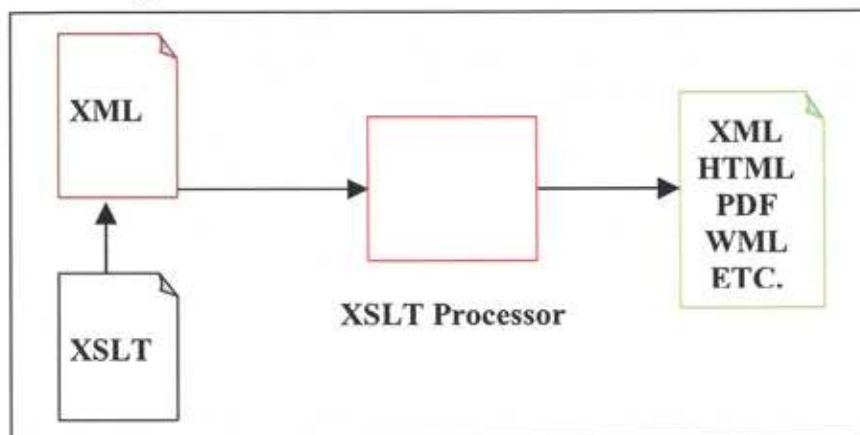 XML
XSLT
XSLT Processor
XML
HTML
PDF
WML
ETC.